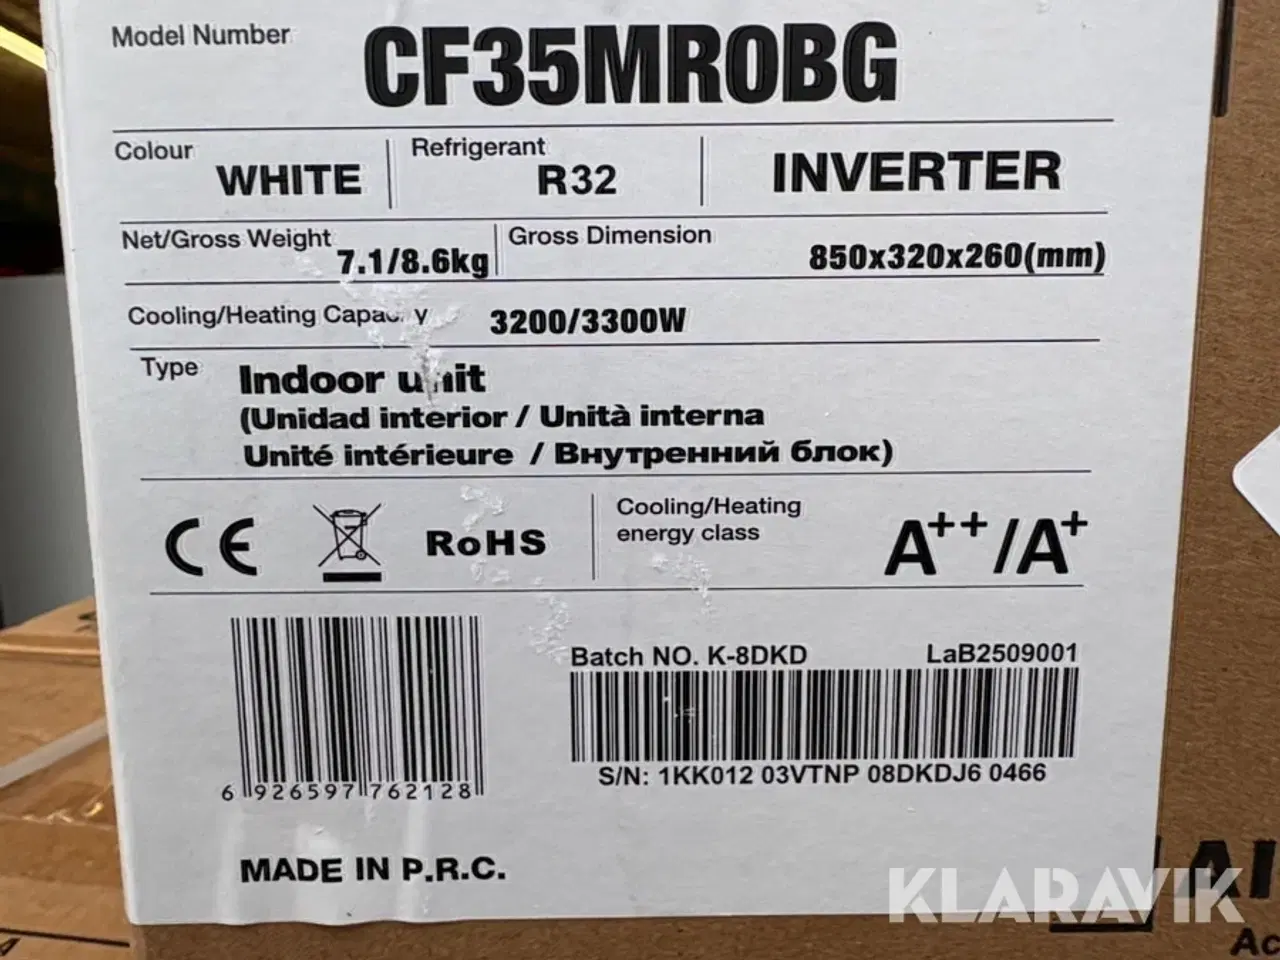 Model Number CF35MR0BG
Colour WHITE Refrigerant R32 INVERTER
Net/Gross Weight 7.1/8.6kg Gross Dimension 850x320x260(mm)
Cooling/Heating 3200/3300W
Type Indoor unit
(Unidad interior / Unità interna
Unité intérieure / Внутренний блок)
CE RoHS Cooling/Heating energy class A++/A+
Batch NO. K-8DKD LaB2509001
S/N: 1KK012 03VTNP 08DKDJ6 0466
6 926597 762128
MADE IN P.R.C.
KLARAVIK